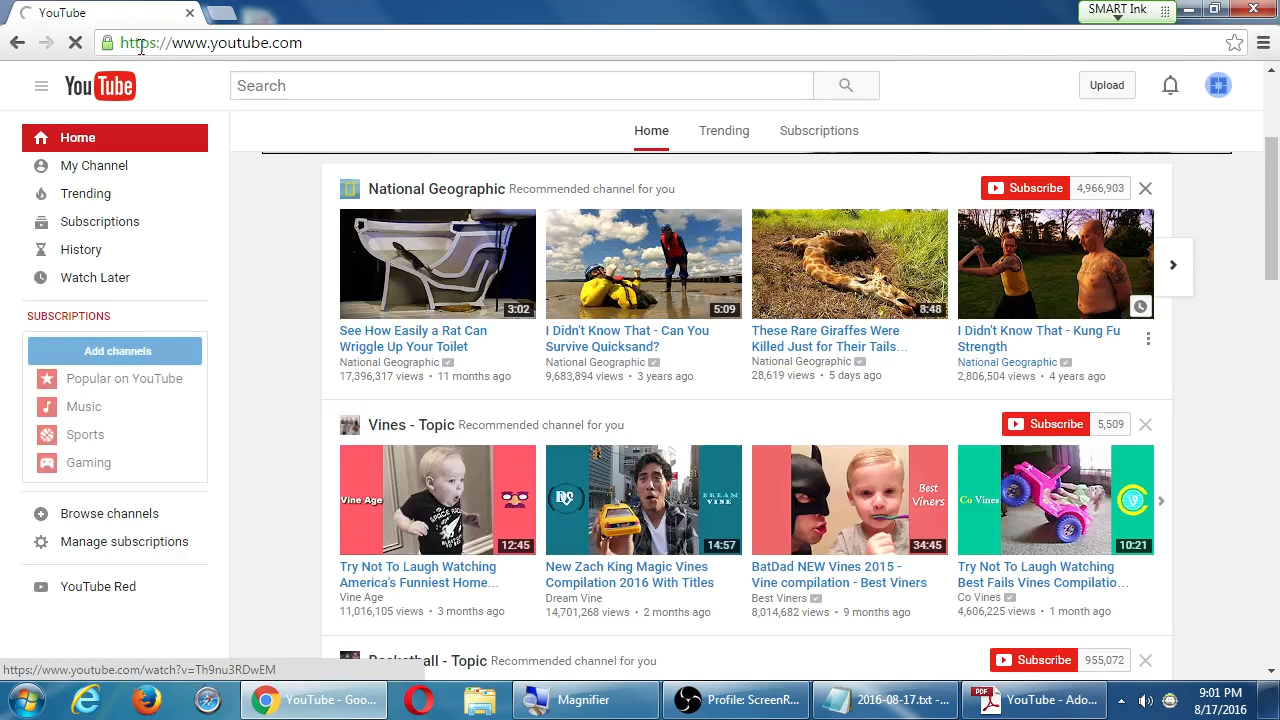 YouTube
SMART Ink
https://www.youtube.com
YouTube
Search
Upload
Home
Trending
Subscriptions
Home
My Channel
Trending
Subscriptions
History
Watch Later
SUBSCRIPTIONS
Add channels
Popular on YouTube
Music
Sports
Gaming
Browse channels
Manage subscriptions
YouTube Red
National Geographic Recommended channel for you
Subscribe 4,966,903
3:02
5:09
8:48
See How Easily a Rat Can
Wriggle Up Your Toilet
National Geographic
17,396,317 views • 11 months ago
I Didn't Know That - Can You
Survive Quicksand?
National Geographic
9,683,894 views • 3 years ago
These Rare Giraffes Were
Killed Just for Their Tails...
National Geographic
28,619 views • 5 days ago
I Didn't Know That - Kung Fu
Strength
National Geographic
2,806,504 views • 4 years ago
Vines - Topic Recommended channel for you
Subscribe 5,509
Vine Age
12:45
DREAM
VINE
14:57
Best
Viners
34:45
Co Vines
10:21
Try Not To Laugh Watching
America's Funniest Home...
Vine Age
11,016,105 views • 3 months ago
New Zach King Magic Vines
Compilation 2016 With Titles
Dream Vine
14,701,268 views • 2 months ago
BatDad NEW Vines 2015 -
Vine compilation - Best Viners
Best Viners
8,014,682 views • 9 months ago
Try Not To Laugh Watching
Best Fails Vines Compilatio...
Co Vines
4,606,225 views • 1 month ago
Basketball - Topic Recommended channel for you
Subscribe 955,072
https://www.youtube.com/watch?v=Th9nu3RDwEM
YouTube - Goo...
Magnifier
Profile: ScreenR...
2016-08-17.txt -...
PDF
YouTube - Ado...
9:01 PM
8/17/2016